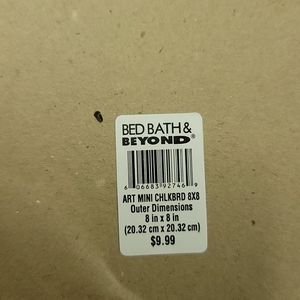 BED BATH &
BEYOND®
6 06683 92746 9
ART MINI CHLKBRD 8X8
Outer Dimensions
8 in x 8 in
(20.32 cm x 20.32 cm)
$9.99